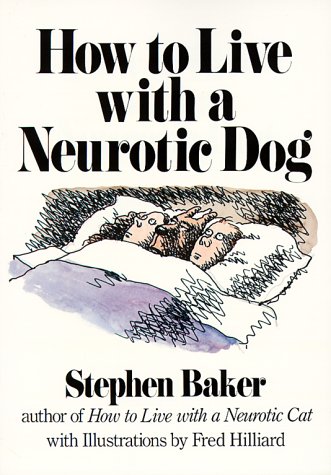 How to Live
with a
Neurotic Dog
Stephen Baker
author of How to Live with a Neurotic Cat
with Illustrations by Fred Hilliard